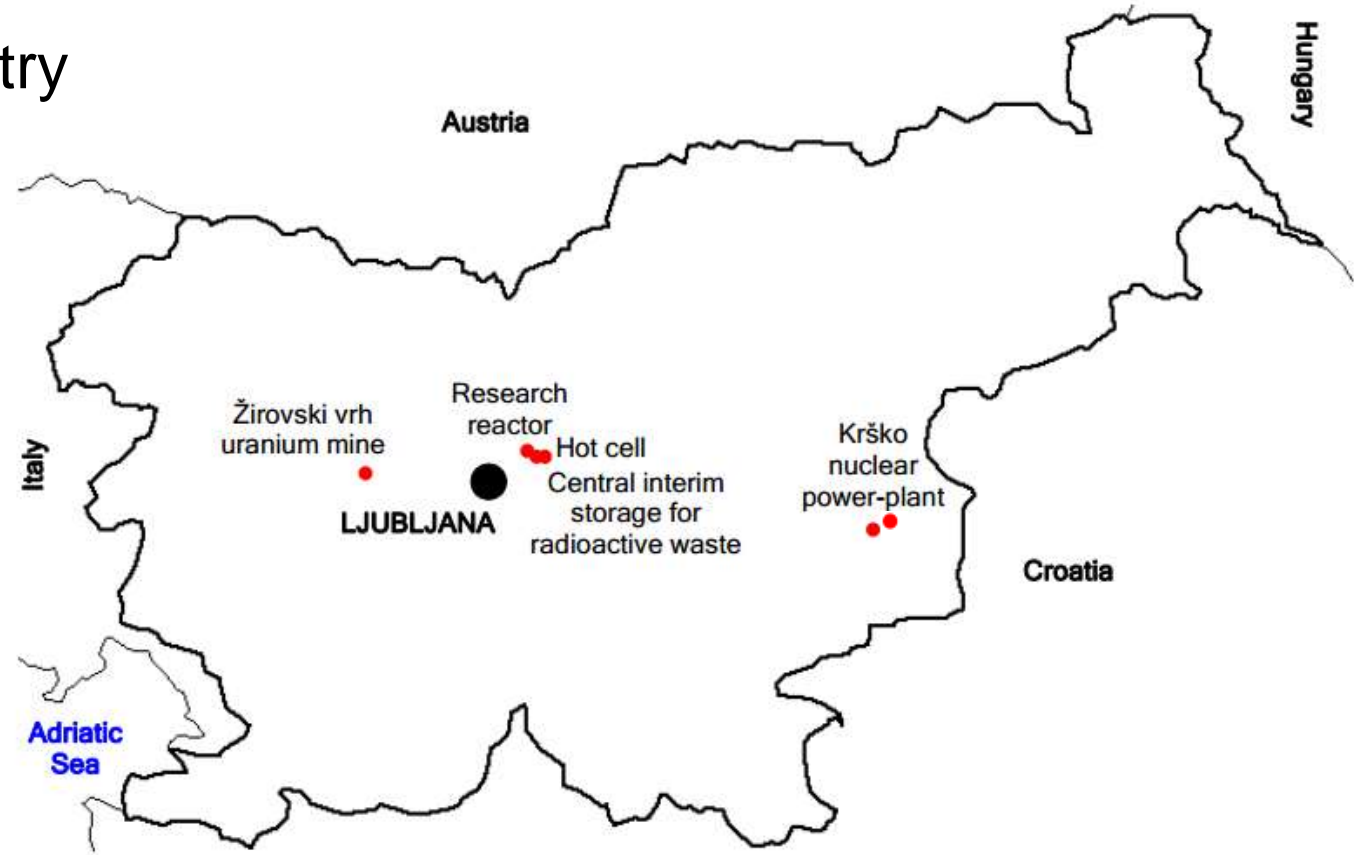 try
Austria
Hungary
Research
reactor
Žirovski vrh
uranium mine
Hot cell
Krško
nuclear
power-plant
Italy
Central interim
storage for
radioactive waste
LJUBLJANA
Croatia
Adriatic
Sea